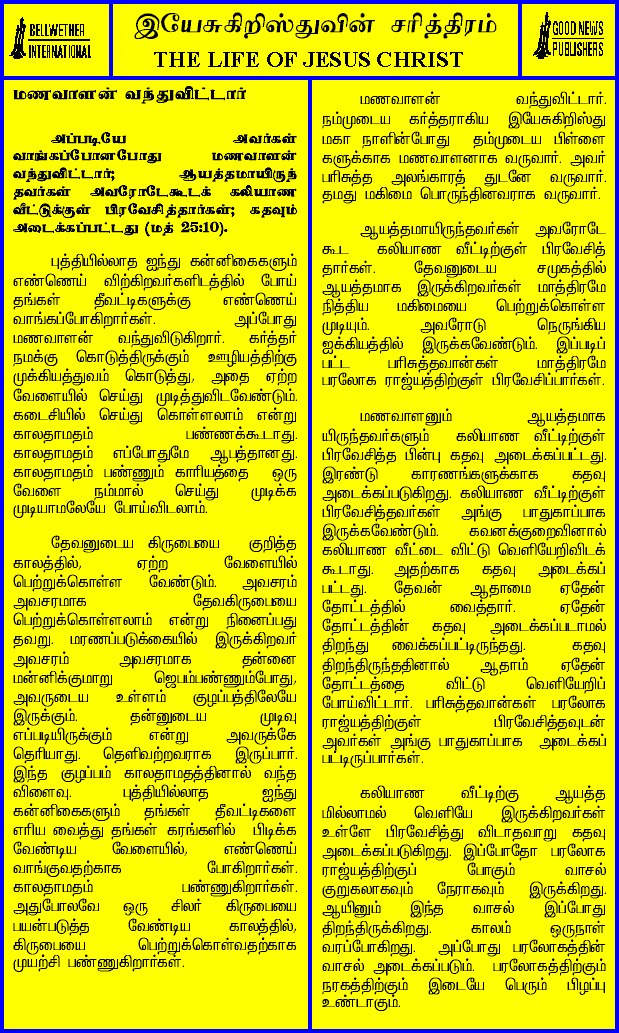 BELLWETHER
INTERNATIONAL
இயேசுகிறிஸ்துவின் சரித்திரம்
THE LIFE OF JESUS CHRIST
GOOD NEWS
PUBLISHERS
மணவாளன் வந்துவிட்டார்
அப்படியே அவர்கள்
வாங்கப்போனபோது மணவாளன்
வந்துவிட்டார்; ஆயத்தமாயிருந்
தவர்கள் அவரோடேகூடக் கலியாண
வீட்டுக்குள் பிரவேசித்தார்கள்; கதவும்
அடைக்கப்பட்டது (மத் 25:10).
புத்தியில்லாத ஐந்து கன்னிகைகளும்
எண்ணெய் விற்கிறவர்களிடத்தில் போய்
தங்கள் தீவட்டிகளுக்கு எண்ணெய்
வாங்கப்போகிறார்கள். அப்போது
மணவாளன் வந்துவிடுகிறார். கர்த்தர்
நமக்கு கொடுத்திருக்கும் ஊழியத்திற்கு
முக்கியத்துவம் கொடுத்து, அதை ஏற்ற
வேளையில் செய்து முடித்துவிடவேண்டும்.
கடைசியில் செய்து கொள்ளலாம் என்று
காலதாமதம் பண்ணக்கூடாது.
காலதாமதம் எப்போதுமே ஆபத்தானது.
காலதாமதம் பண்ணும் காரியத்தை ஒரு
வேளை நம்மால் செய்து முடிக்க
முடியாமலேயே போய்விடலாம்.
தேவனுடைய கிருபையை குறித்த
காலத்தில், ஏற்ற வேளையில்
பெற்றுக்கொள்ள வேண்டும். அவசரம்
அவசரமாக தேவகிருபையை
பெற்றுக்கொள்ளலாம் என்று நினைப்பது
தவறு. மரணப்படுக்கையில் இருக்கிறவர்
அவசரம் அவசரமாக தன்னை
மன்னிக்குமாறு ஜெபம்பண்ணும்போது,
அவருடைய உள்ளம் குழப்பத்திலேயே
இருக்கும். தன்னுடைய முடிவு
எப்படியிருக்கும் என்று அவருக்கே
தெரியாது. தெளிவற்றவராக இருப்பார்.
இந்த குழப்பம் காலதாமதத்தினால் வந்த
விளைவு. புத்தியில்லாத ஐந்து
கன்னிகைகளும் தங்கள் தீவட்டிகளை
எரிய வைத்து தங்கள் கரங்களில் பிடிக்க
வேண்டிய வேளையில், எண்ணெய்
வாங்குவதற்காக போகிறார்கள்.
காலதாமதம் பண்ணுகிறார்கள்.
அதுபோலவே ஒரு சிலர் கிருபையை
பயன்படுத்த வேண்டிய காலத்தில்,
கிருபையை பெற்றுக்கொள்வதற்காக
முயற்சி பண்ணுகிறார்கள்.
மணவாளன் வந்துவிட்டார்.
நம்முடைய கர்த்தராகிய இயேசுகிறிஸ்து
மகா நாளின்போது தம்முடைய பிள்ளை
களுக்காக மணவாளனாக வருவார். அவர்
பரிசுத்த அலங்காரத் துடனே வருவார்.
தமது மகிமை பொருந்தினவராக வருவார்.
ஆயத்தமாயிருந்தவர்கள் அவரோடே
கூட கலியாண வீட்டிற்குள் பிரவேசித்
தார்கள். தேவனுடைய சமுகத்தில்
ஆயத்தமாக இருக்கிறவர்கள் மாத்திரமே
நித்திய மகிமையை பெற்றுக்கொள்ள
முடியும். அவரோடு நெருங்கிய
ஐக்கியத்தில் இருக்கவேண்டும். இப்படிப்
பட்ட பரிசுத்தவான்கள் மாத்திரமே
பரலோக ராஜ்யத்திற்குள் பிரவேசிப்பார்கள்.
மணவாளனும் ஆயத்தமாக
யிருந்தவர்களும் கலியாண வீட்டிற்குள்
பிரவேசித்த பின்பு கதவு அடைக்கப்பட்டது.
இரண்டு காரணங்களுக்காக கதவு
அடைக்கப்படுகிறது. கலியாண வீட்டிற்குள்
பிரவேசித்தவர்கள் அங்கு பாதுகாப்பாக
இருக்கவேண்டும். கவனக்குறைவினால்
கலியாண வீட்டை விட்டு வெளியேறிவிடக்
கூடாது. அதற்காக கதவு அடைக்கப்
பட்டது. தேவன் ஆதாமை ஏதேன்
தோட்டத்தில் வைத்தார். ஏதேன்
தோட்டத்தின் கதவு அடைக்கப்படாமல்
திறந்து வைக்கப்பட்டிருந்தது. கதவு
திறந்திருந்ததினால் ஆதாம் ஏதேன்
தோட்டத்தை விட்டு வெளியேறிப்
போய்விட்டார். பரிசுத்தவான்கள் பரலோக
ராஜ்யத்திற்குள் பிரவேசித்தவுடன்
அவர்கள் அங்கு பாதுகாப்பாக அடைக்கப்
பட்டிருப்பார்கள்.
கலியாண வீட்டிற்கு ஆயத்த
மில்லாமல் வெளியே இருக்கிறவர்கள்
உள்ளே பிரவேசித்து விடாதவாறு கதவு
அடைக்கப்படுகிறது. இப்போதோ பரலோக
ராஜ்யத்திற்குப் போகும் வாசல்
குறுகலாகவும் நேராகவும் இருக்கிறது.
ஆயினும் இந்த வாசல் இப்போது
திறந்திருக்கிறது. காலம் ஒருநாள்
வரப்போகிறது. அப்போது பரலோகத்தின்
வாசல் அடைக்கப்படும். பரலோகத்திற்கும்
நரகத்திற்கும் இடையே பெரும் பிழப்பு
உண்டாகும்.